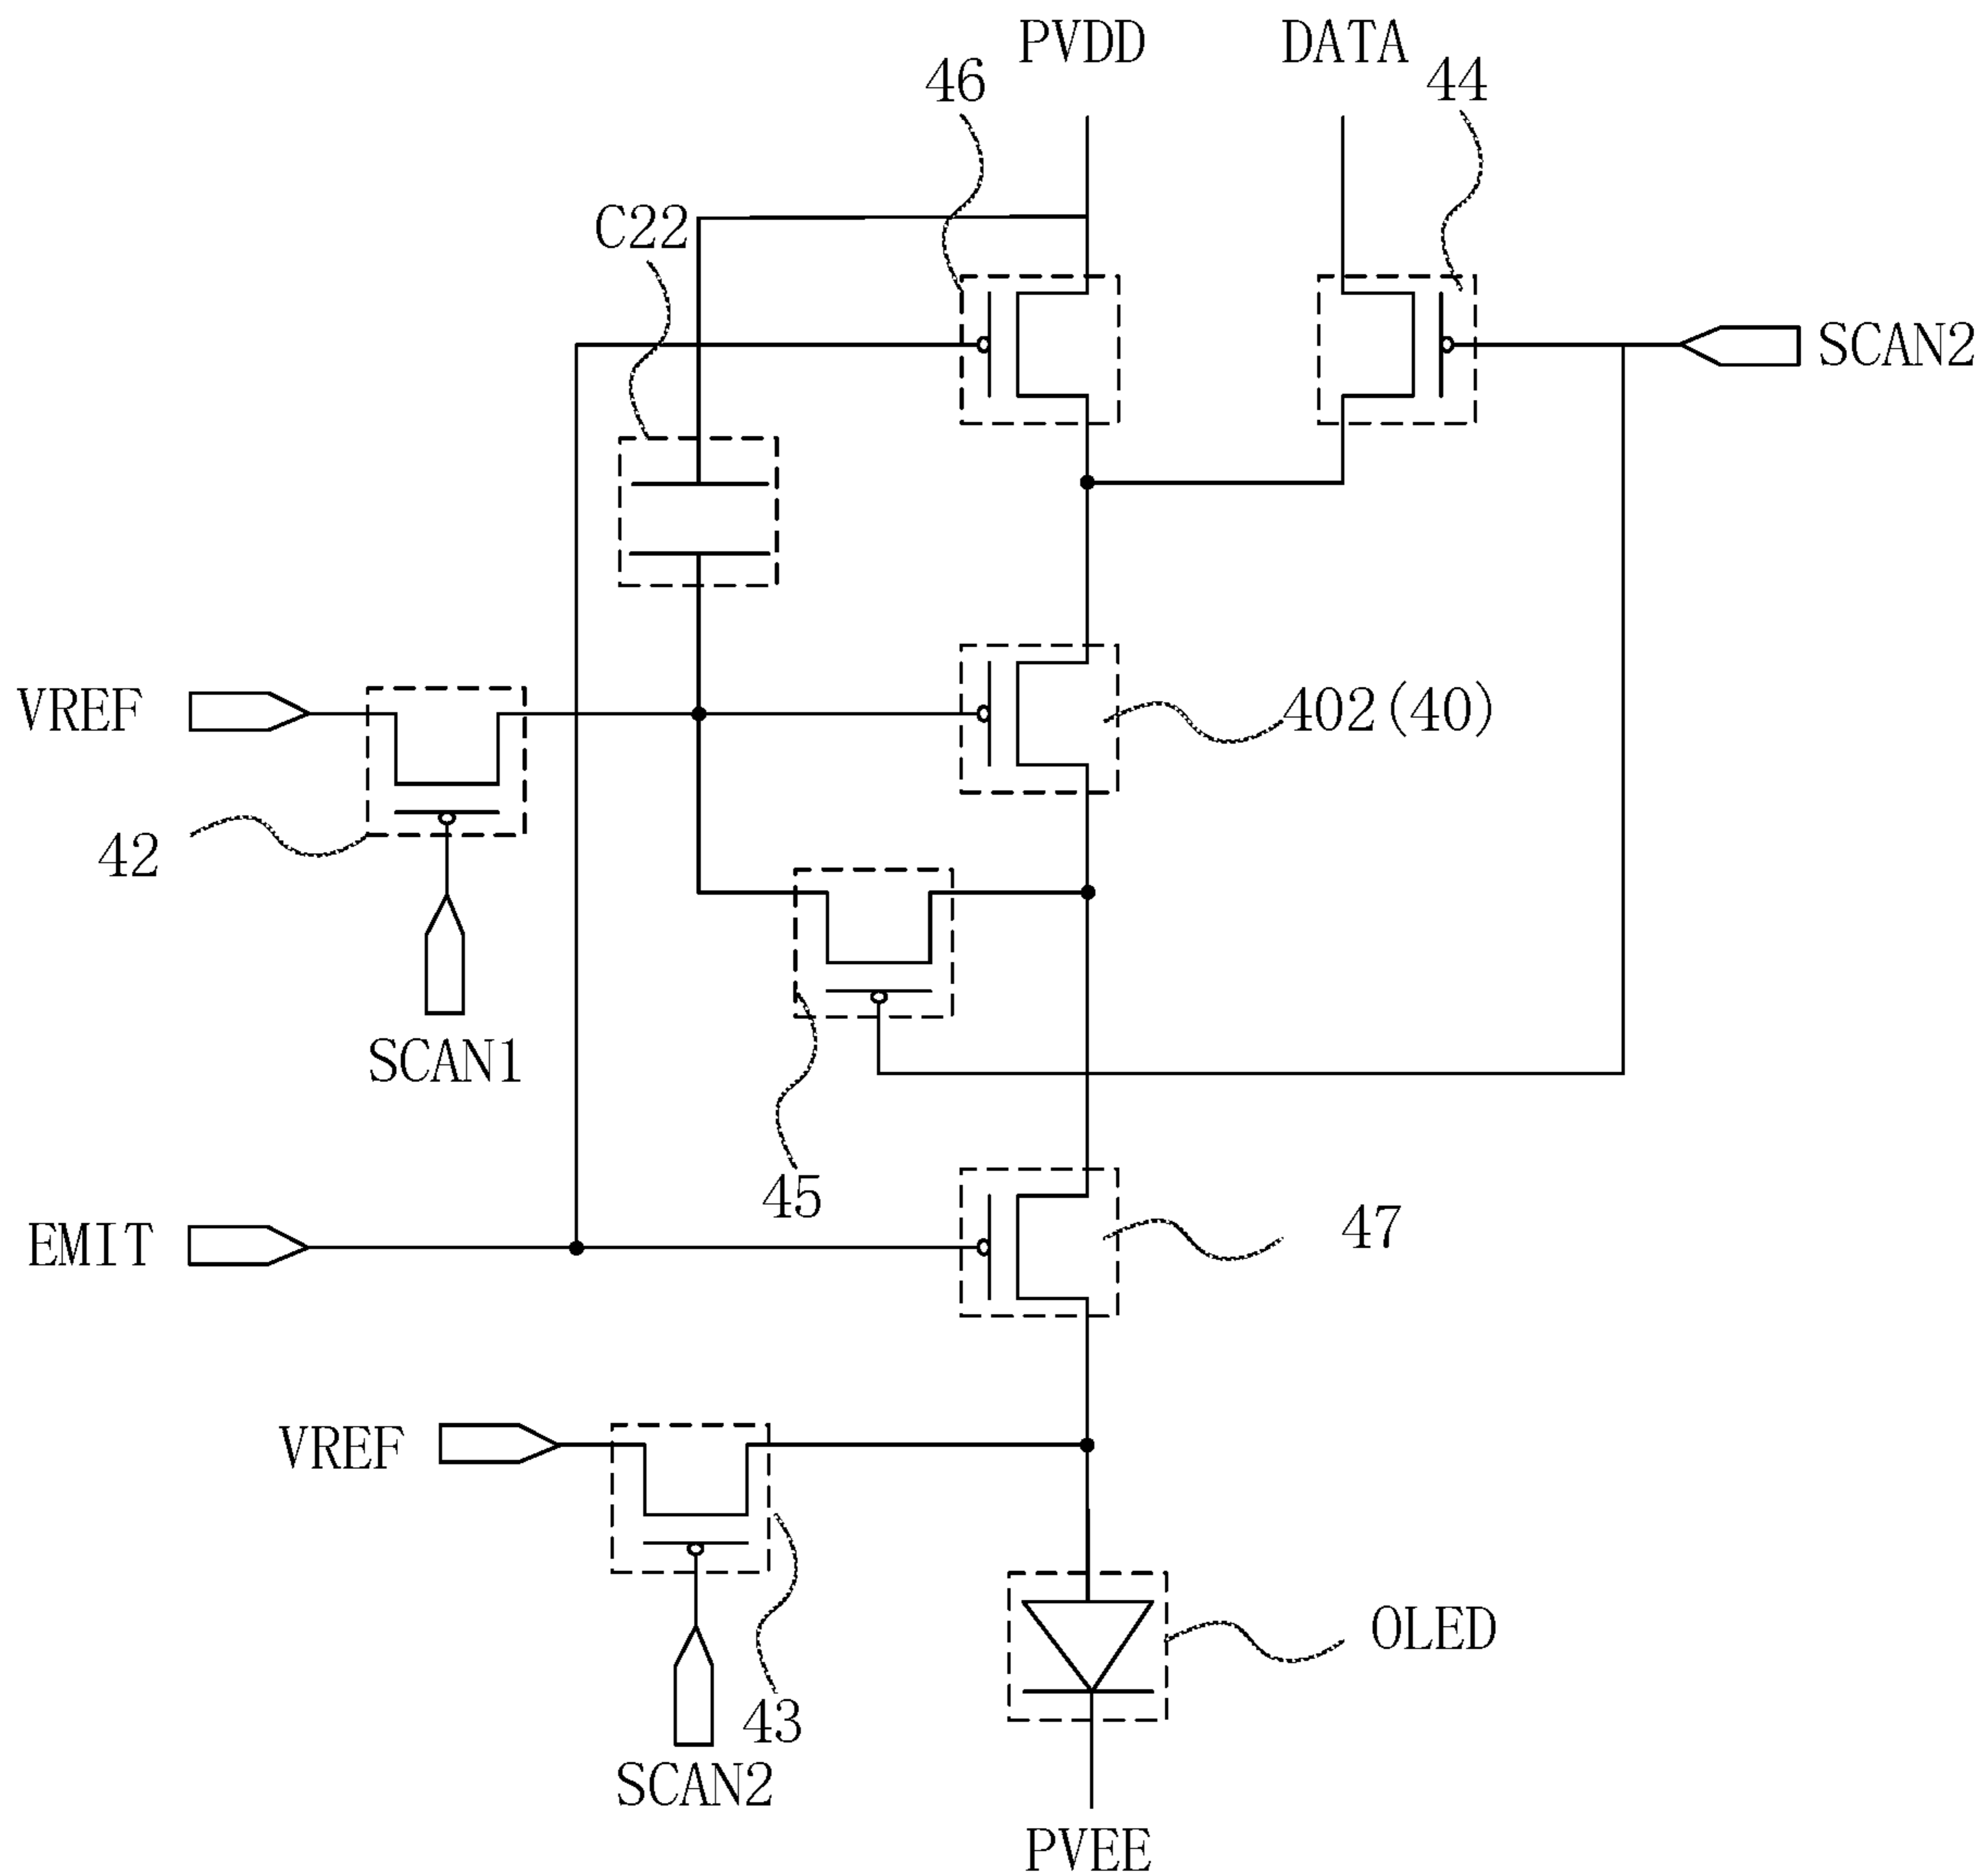 PVDD
DATA
46
44
C22
SCAN2
VREF
402(40)
42
SCAN1
45
EMIT
47
VREF
OLED
43
SCAN2
PVEE